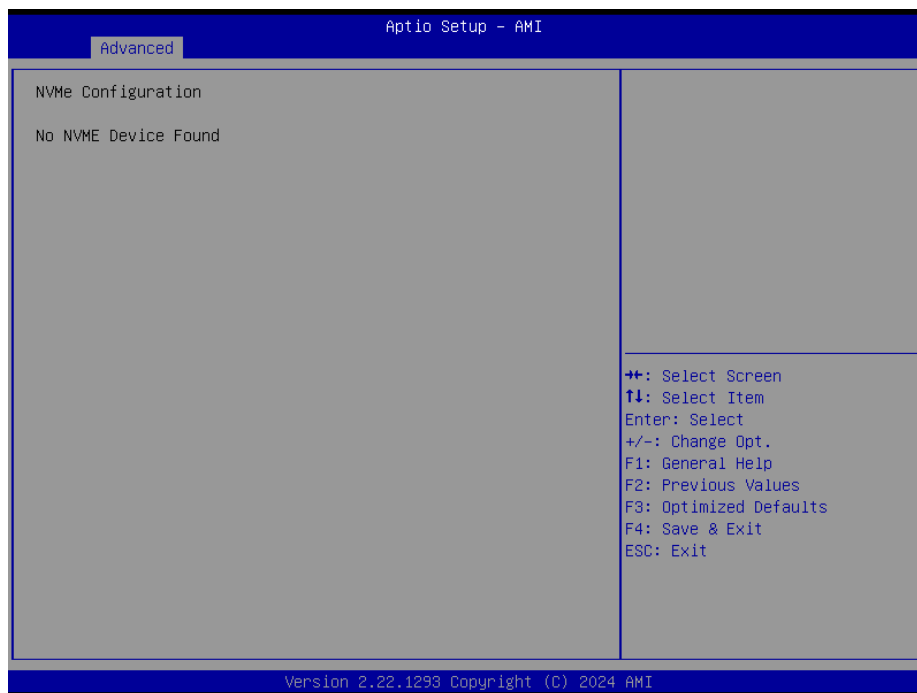 Aptio Setup – AMI
Advanced
NVMe Configuration
No NVME Device Found
→←: Select Screen
↑↓: Select Item
Enter: Select
+/-: Change Opt.
F1: General Help
F2: Previous Values
F3: Optimized Defaults
F4: Save & Exit
ESC: Exit
Version 2.22.1293 Copyright (C) 2024 AMI